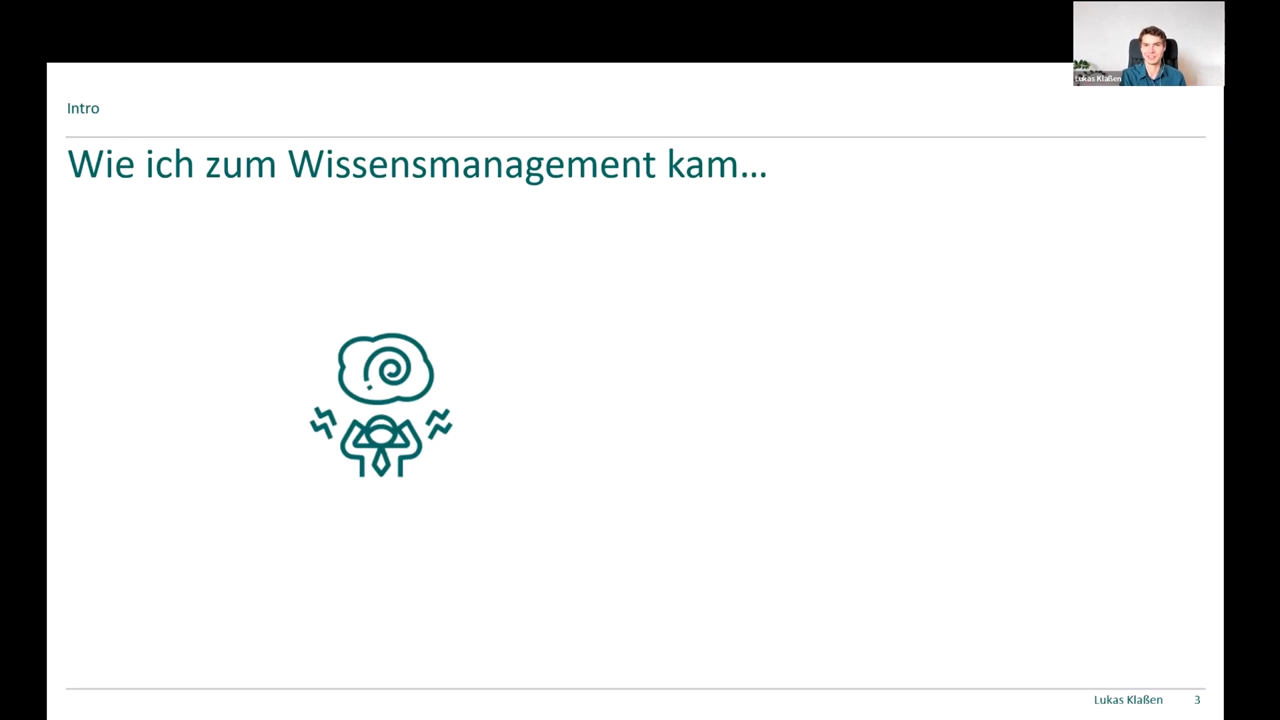 Lukas Klaßen
Intro
Wie ich zum Wissensmanagement kam...
Lukas Klaßen 3